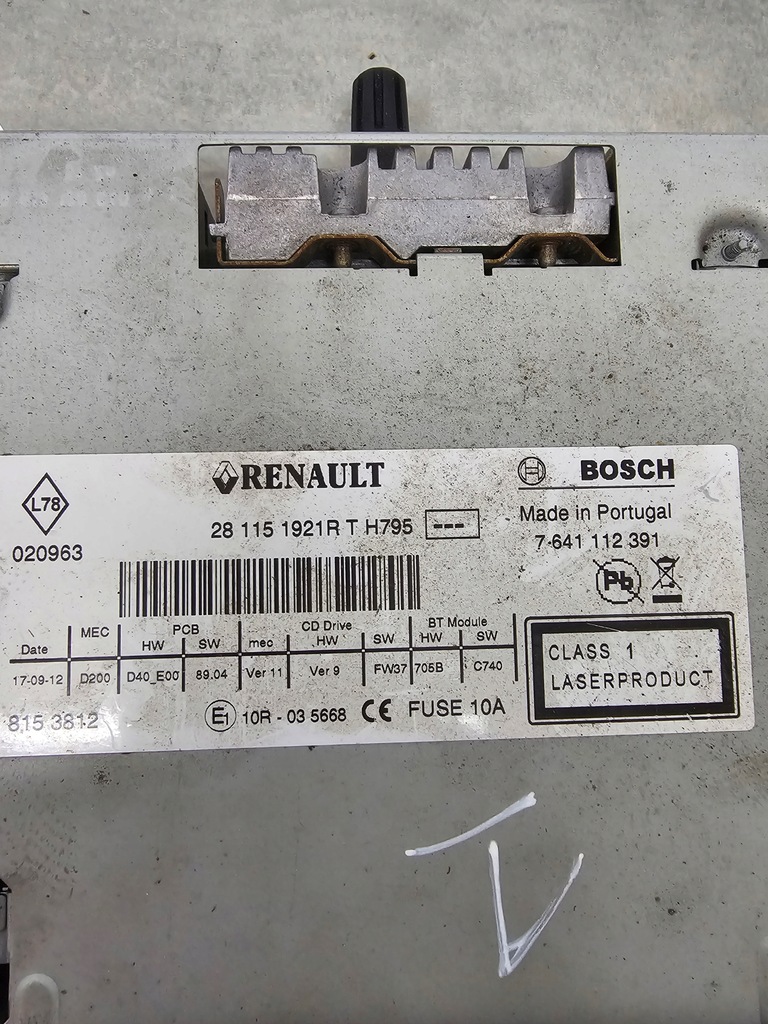 RENAULT
BOSCH
L78
28 115 1921R T H795 ---
Made in Portugal
020963
7 641 112 391
Pb
MEC PCB CD Drive BT Module
Date HW SW mec HW SW HW SW
17-09-12 D200 D40_E00 89.04 Ver 11 Ver 9 FW37 705B C740
CLASS 1
LASERPRODUCT
815 3812 E1 10R - 03 5668 CE FUSE 10A